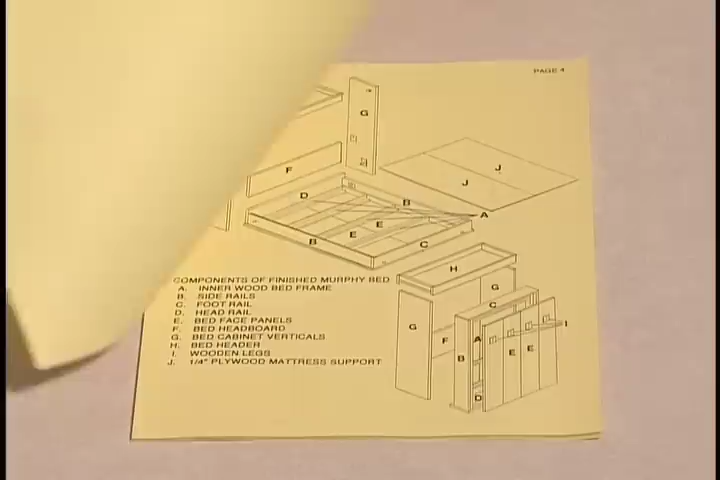 PAGE 4
G
J
F
J
D
B
A
E
E
B
C
H
COMPONENTS OF FINISHED MURPHY BED
A. INNER WOOD BED FRAME
B. SIDE RAILS
C. FOOT RAIL
D. HEAD RAIL
E. BED FACE PANELS
F. BED HEADBOARD
G. BED CABINET VERTICALS
H. BED HEADER
I. WOODEN LEGS
J. 1/4" PLYWOOD MATTRESS SUPPORT
G
C
G
I
F
A
B
E
E
D